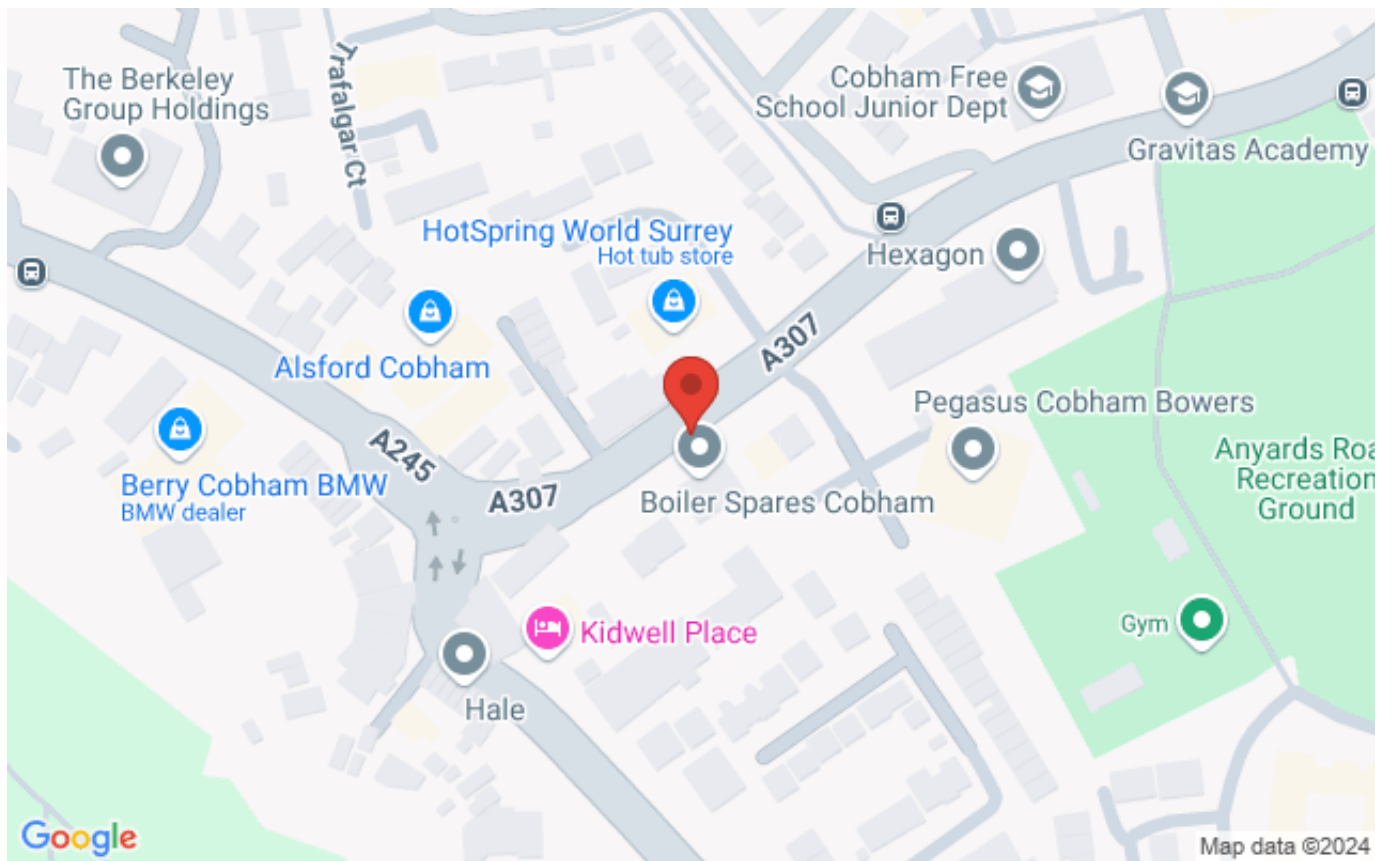 The Berkeley
Group Holdings
Trafalgar Ct
Cobham Free
School Junior Dept
Gravitas Academy
HotSpring World Surrey
Hot tub store
Hexagon
A307
Alsford Cobham
Pegasus Cobham Bowers
A245
Berry Cobham BMW
BMW dealer
A307
Boiler Spares Cobham
Anyards Roa
Recreation
Ground
Gym
Kidwell Place
Hale
Google
Map data ©2024